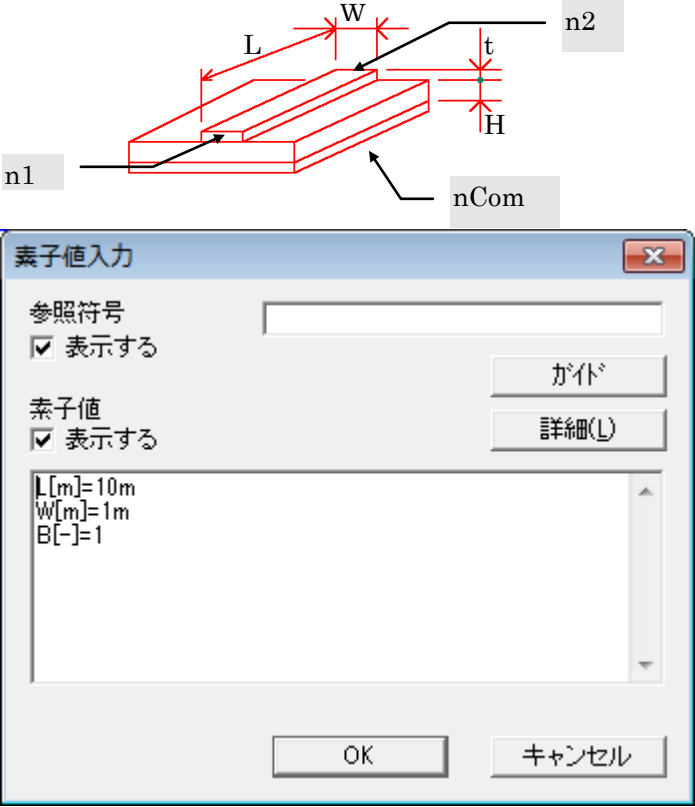 W
n2
L
t
H
n1
nCom
素子値入力
参照符号
表示する
ガイド
素子値
表示する
詳細(L)
L[m]=10m
W[m]=1m
B[-]=1
OK
キャンセル